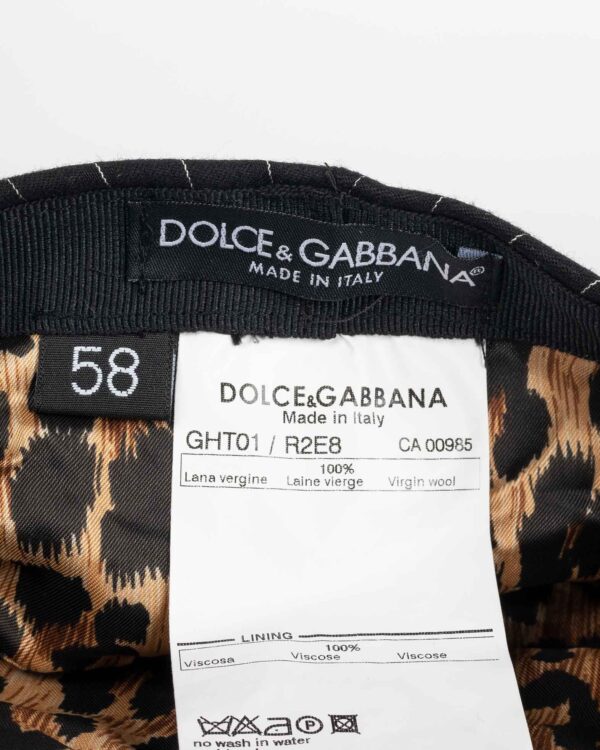 DOLCE & GABBANA®
MADE IN ITALY
58
DOLCE&GABBANA
Made in Italy
GHT01 / R2E8 CA 00985
100%
Lana vergine Laine vierge Virgin wool
LINING
100%
Viscosa Viscose Viscose
A P
no wash in water